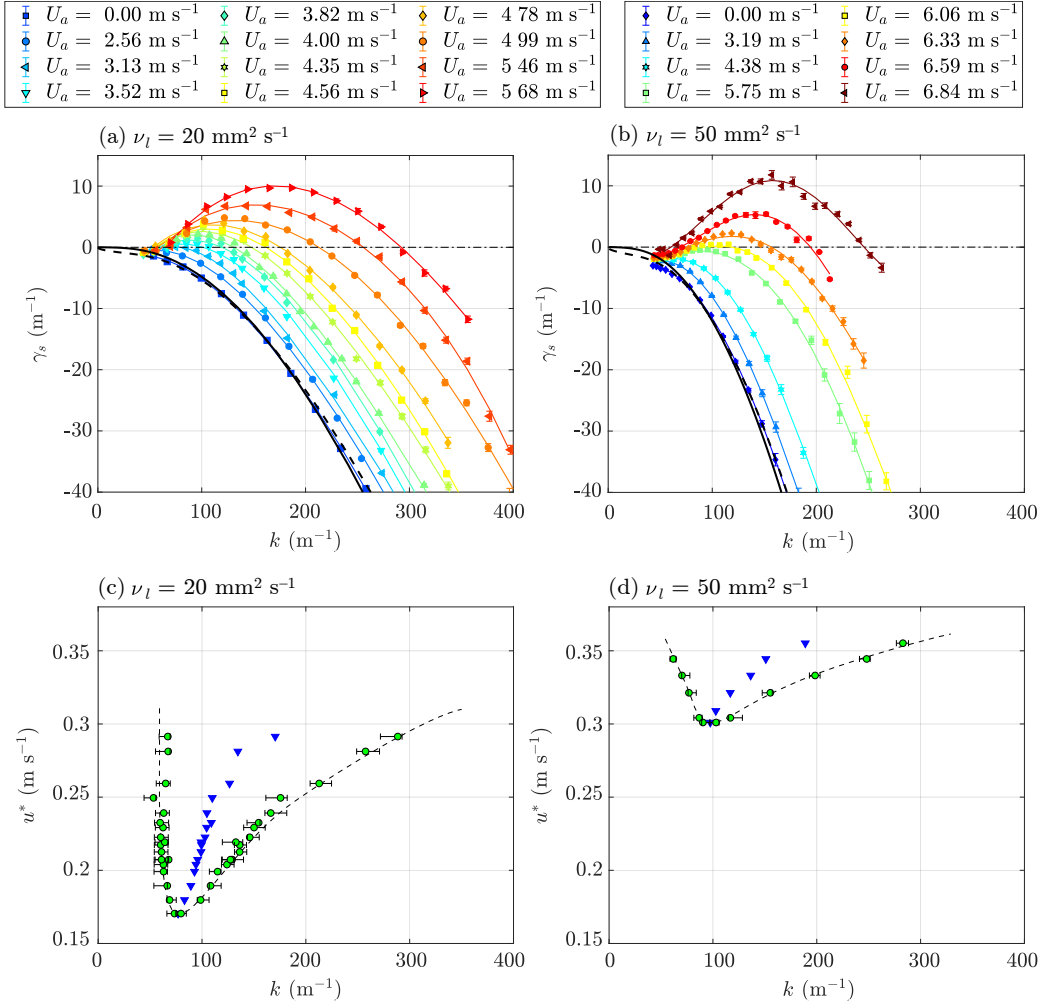 U_a = 0.00 m s⁻¹
U_a = 2.56 m s⁻¹
U_a = 3.13 m s⁻¹
U_a = 3.52 m s⁻¹
U_a = 3.82 m s⁻¹
U_a = 4.00 m s⁻¹
U_a = 4.35 m s⁻¹
U_a = 4.56 m s⁻¹
U_a = 4 78 m s⁻¹
U_a = 4 99 m s⁻¹
U_a = 5 46 m s⁻¹
U_a = 5 68 m s⁻¹
U_a = 0.00 m s⁻¹
U_a = 3.19 m s⁻¹
U_a = 4.38 m s⁻¹
U_a = 5.75 m s⁻¹
U_a = 6.06 m s⁻¹
U_a = 6.33 m s⁻¹
U_a = 6.59 m s⁻¹
U_a = 6.84 m s⁻¹
(a) ν_l = 20 mm² s⁻¹
10
0
-10
-20
-30
-40
γ_s (m⁻¹)
0 100 200 300 400
k (m⁻¹)
(b) ν_l = 50 mm² s⁻¹
10
0
-10
-20
-30
-40
γ_s (m⁻¹)
0 100 200 300 400
k (m⁻¹)
(c) ν_l = 20 mm² s⁻¹
0.35
0.3
0.25
0.2
0.15
u* (m s⁻¹)
0 100 200 300 400
k (m⁻¹)
(d) ν_l = 50 mm² s⁻¹
0.35
0.3
0.25
0.2
0.15
u* (m s⁻¹)
0 100 200 300 400
k (m⁻¹)